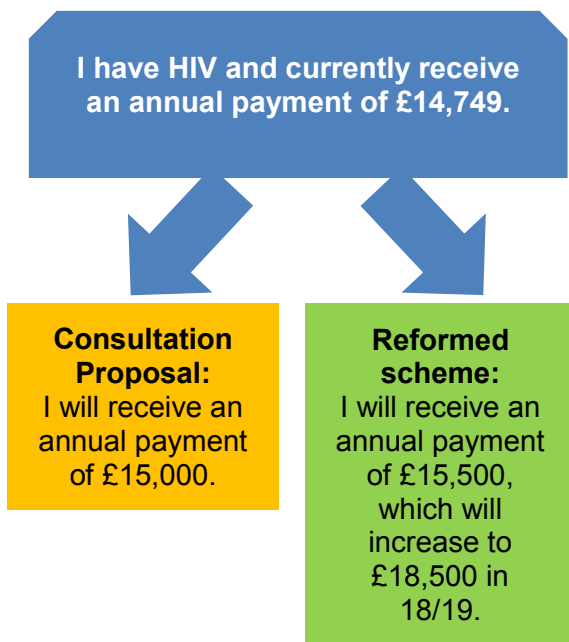 I have HIV and currently receive
an annual payment of £14,749.
Consultation
Proposal:
I will receive an
annual payment
of £15,000.
Reformed
scheme:
I will receive an
annual payment
of £15,500,
which will
increase to
£18,500 in
18/19.